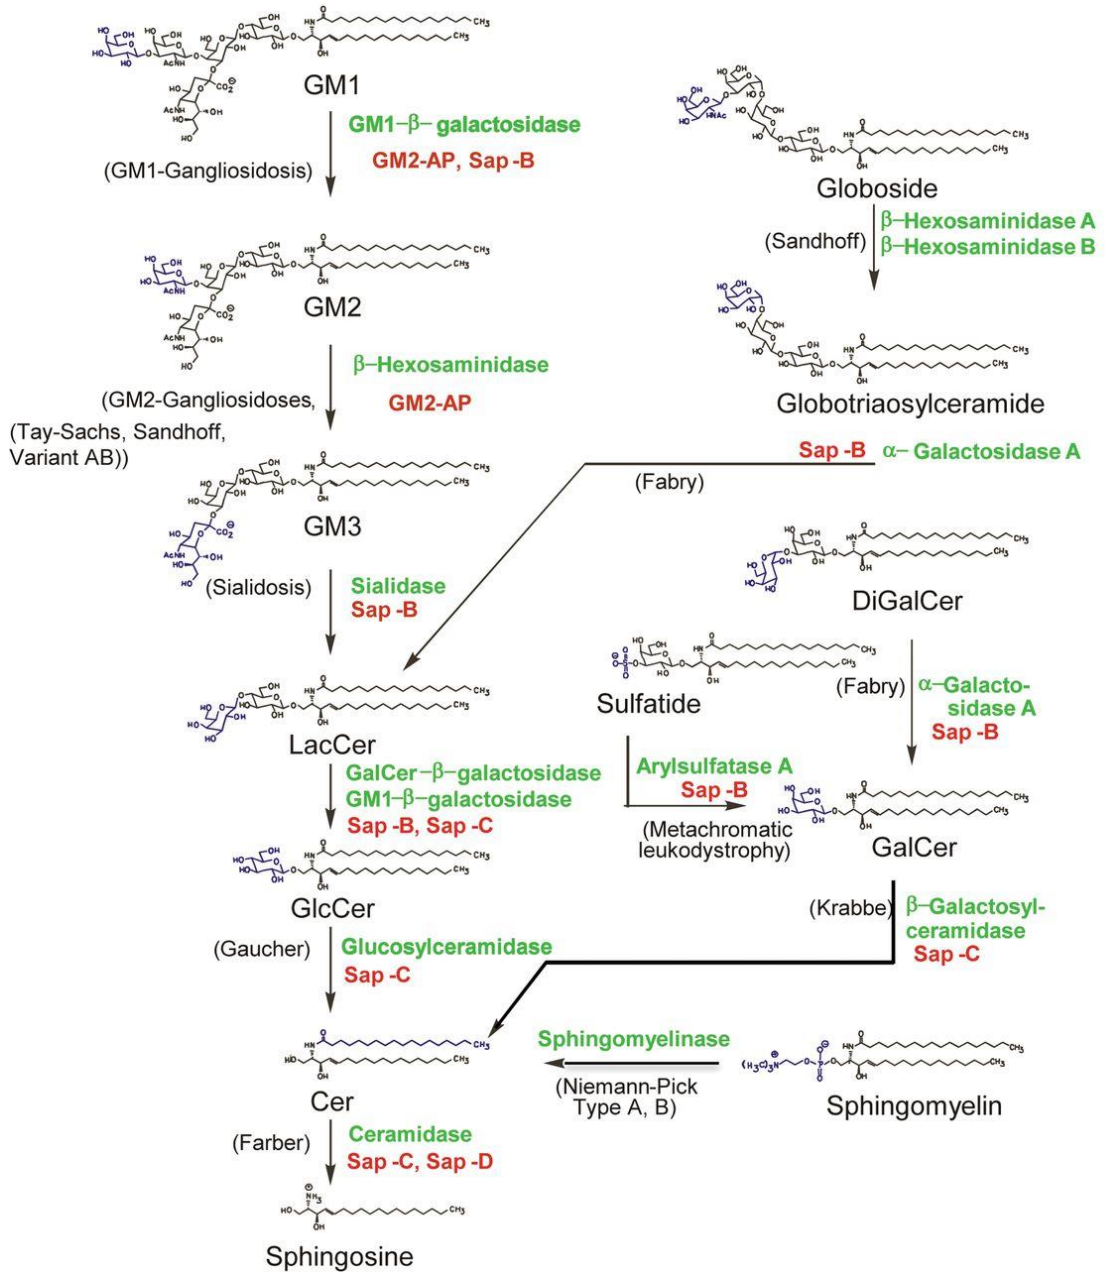 GM1
GM1-β-galactosidase
GM2-AP, Sap-B
(GM1-Gangliosidosis)
GM2
β-Hexosaminidase
GM2-AP
(GM2-Gangliosidoses,
(Tay-Sachs, Sandhoff,
Variant AB))
GM3
(Sialidosis)
Sialidase
Sap-B
LacCer
GalCer-β-galactosidase
GM1-β-galactosidase
Sap-B, Sap-C
GlcCer
(Gaucher)
Glucosylceramidase
Sap-C
Cer
(Farber)
Ceramidase
Sap-C, Sap-D
Sphingosine
Globoside
(Sandhoff)
β-Hexosaminidase A
β-Hexosaminidase B
Globotriaosylceramide
Sap-B α-Galactosidase A
(Fabry)
DiGalCer
(Fabry)
α-Galacto-
sidase A
Sap-B
Sulfatide
Arylsulfatase A
Sap-B
(Metachromatic
leukodystrophy)
GalCer
(Krabbe)
β-Galactosyl-
ceramidase
Sap-C
Sphingomyelinase
(Niemann-Pick
Type A, B)
Sphingomyelin